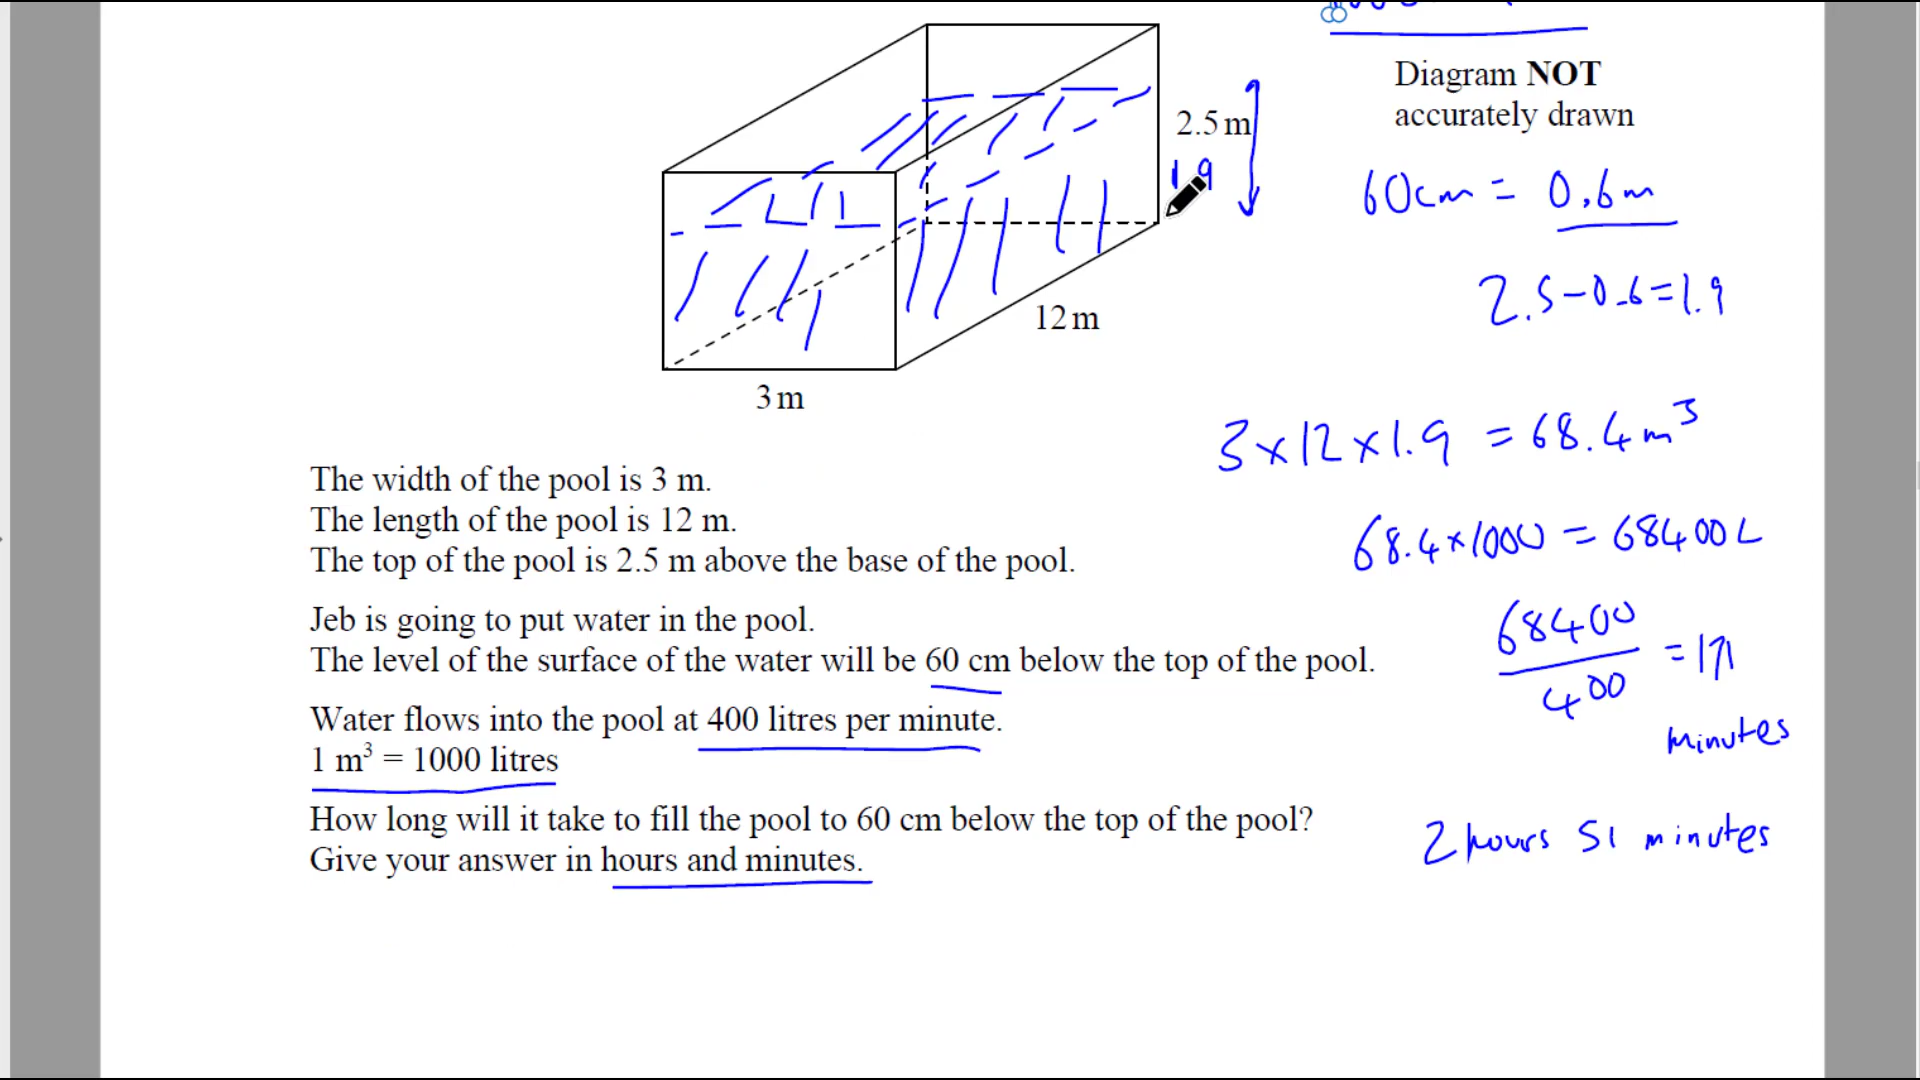 Diagram NOT
accurately drawn
2.5 m
1.9
60cm = 0.6m
2.5-0.6=1.9
12 m
3 m
3 x 12 x 1.9 = 68.4 m³
The width of the pool is 3 m.
The length of the pool is 12 m.
The top of the pool is 2.5 m above the base of the pool.
68.4 x 1000 = 68400 L
Jeb is going to put water in the pool.
The level of the surface of the water will be 60 cm below the top of the pool.
68400
400
= 171
minutes
Water flows into the pool at 400 litres per minute.
1 m³ = 1000 litres
How long will it take to fill the pool to 60 cm below the top of the pool?
Give your answer in hours and minutes.
2 hours 51 minutes